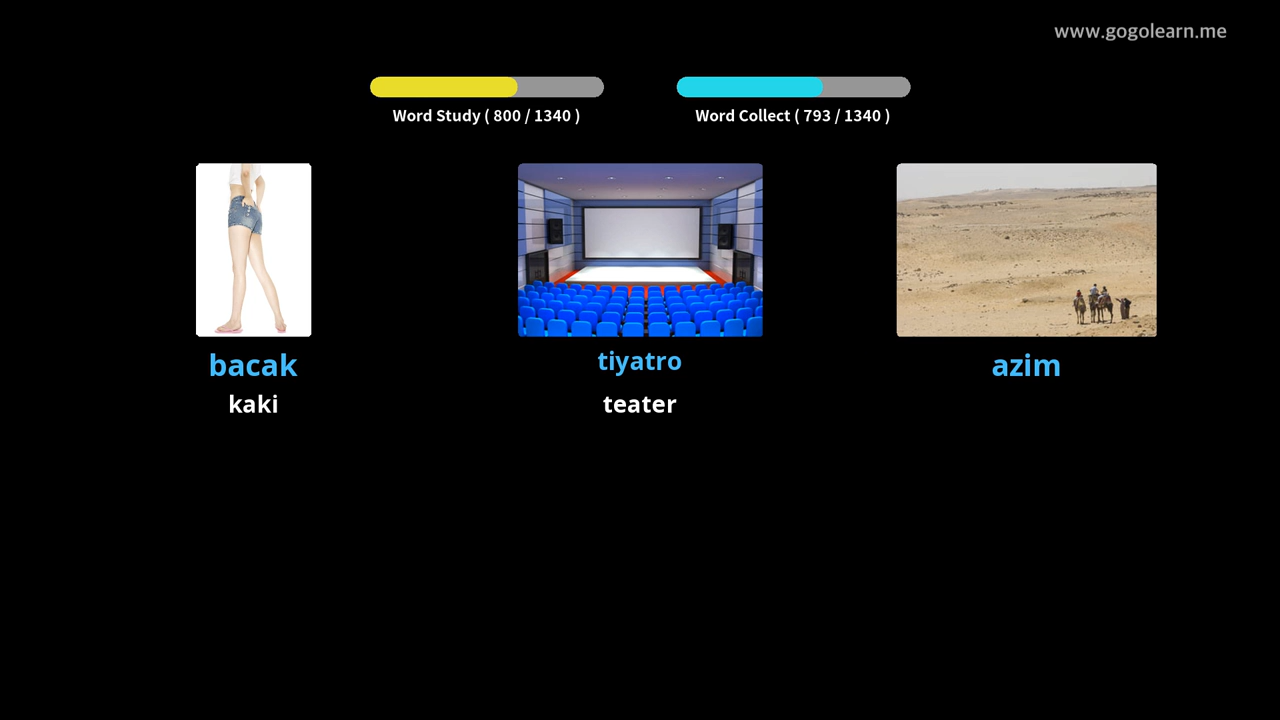 www.gogolearn.me
Word Study ( 800 / 1340 )
Word Collect ( 793 / 1340 )
bacak
kaki
tiyatro
teater
azim